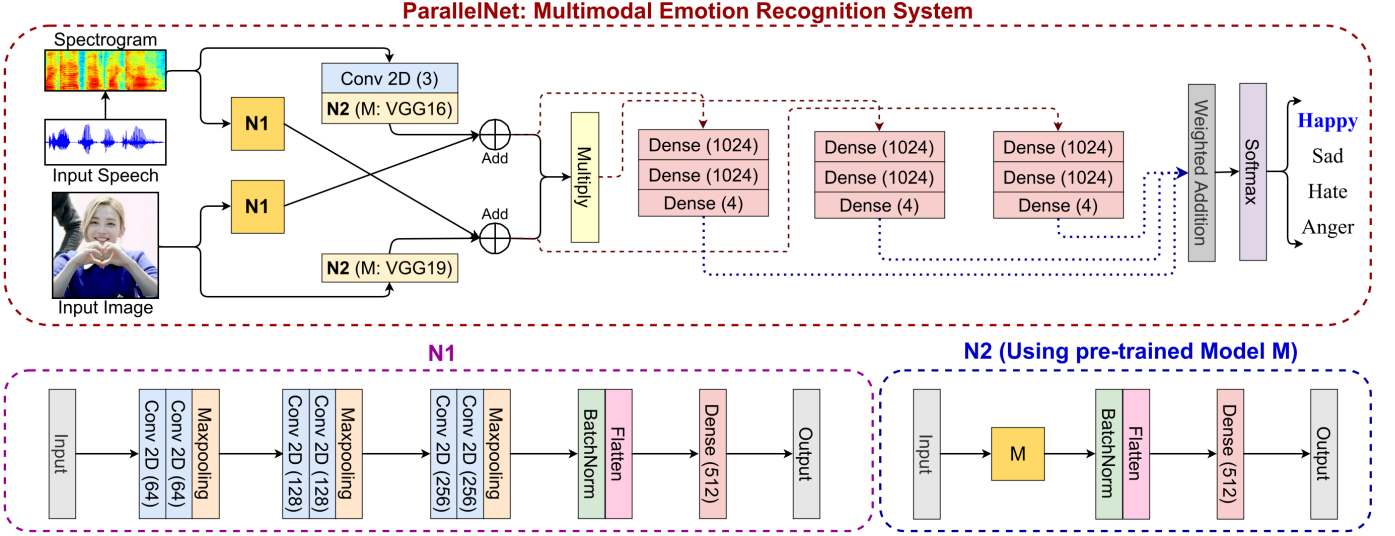 ParallelNet: Multimodal Emotion Recognition System
Spectrogram
Input Speech
Input Image
N1
N1
Conv 2D (3)
N2 (M: VGG16)
N2 (M: VGG19)
Add
Add
Multiply
Dense (1024)
Dense (1024)
Dense (4)
Dense (1024)
Dense (1024)
Dense (4)
Dense (1024)
Dense (1024)
Dense (4)
Weighted Addition
Softmax
Happy
Sad
Hate
Anger
N1
Input
Conv 2D (64)
Conv 2D (64)
Maxpooling
Conv 2D (128)
Conv 2D (128)
Maxpooling
Conv 2D (256)
Conv 2D (256)
Maxpooling
BatchNorm
Flatten
Dense (512)
Output
N2 (Using pre-trained Model M)
Input
M
BatchNorm
Flatten
Dense (512)
Output